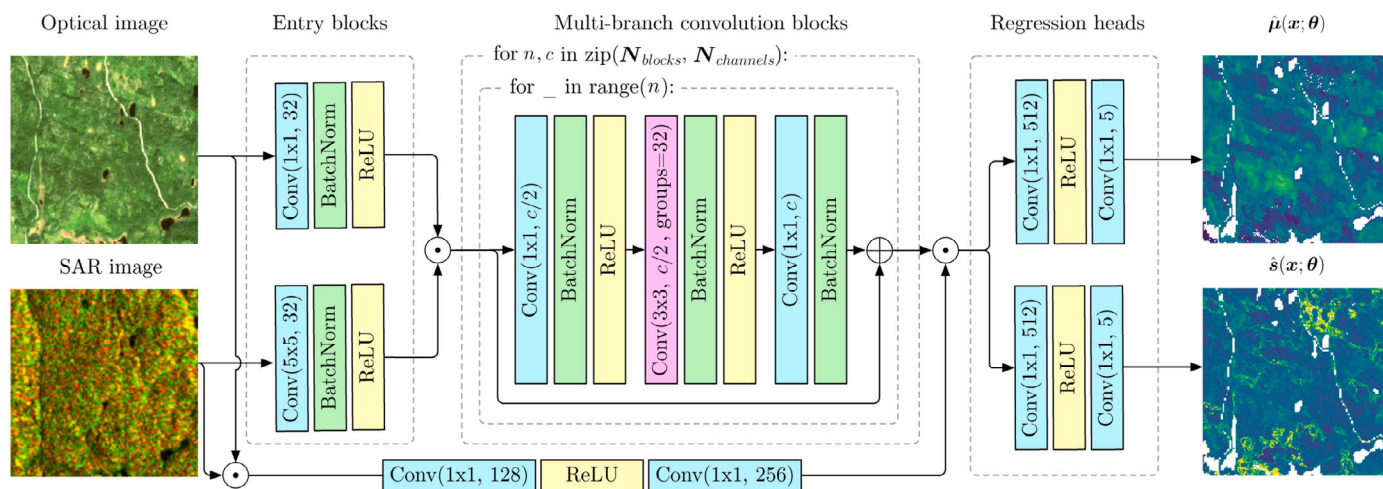 Optical image
Entry blocks
Multi-branch convolution blocks
Regression heads
μ̂(x; θ)
for n, c in zip(N_blocks, N_channels):
for _ in range(n):
Conv(1x1, 32)
BatchNorm
ReLU
Conv(1x1, c/2)
BatchNorm
ReLU
Conv(3x3, c/2 , groups=32)
BatchNorm
ReLU
Conv(1x1, c)
BatchNorm
Conv(1x1, 512)
ReLU
Conv(1x1, 5)
SAR image
ŝ(x; θ)
Conv(5x5, 32)
BatchNorm
ReLU
Conv(1x1, 512)
ReLU
Conv(1x1, 5)
Conv(1x1, 128)
ReLU
Conv(1x1, 256)